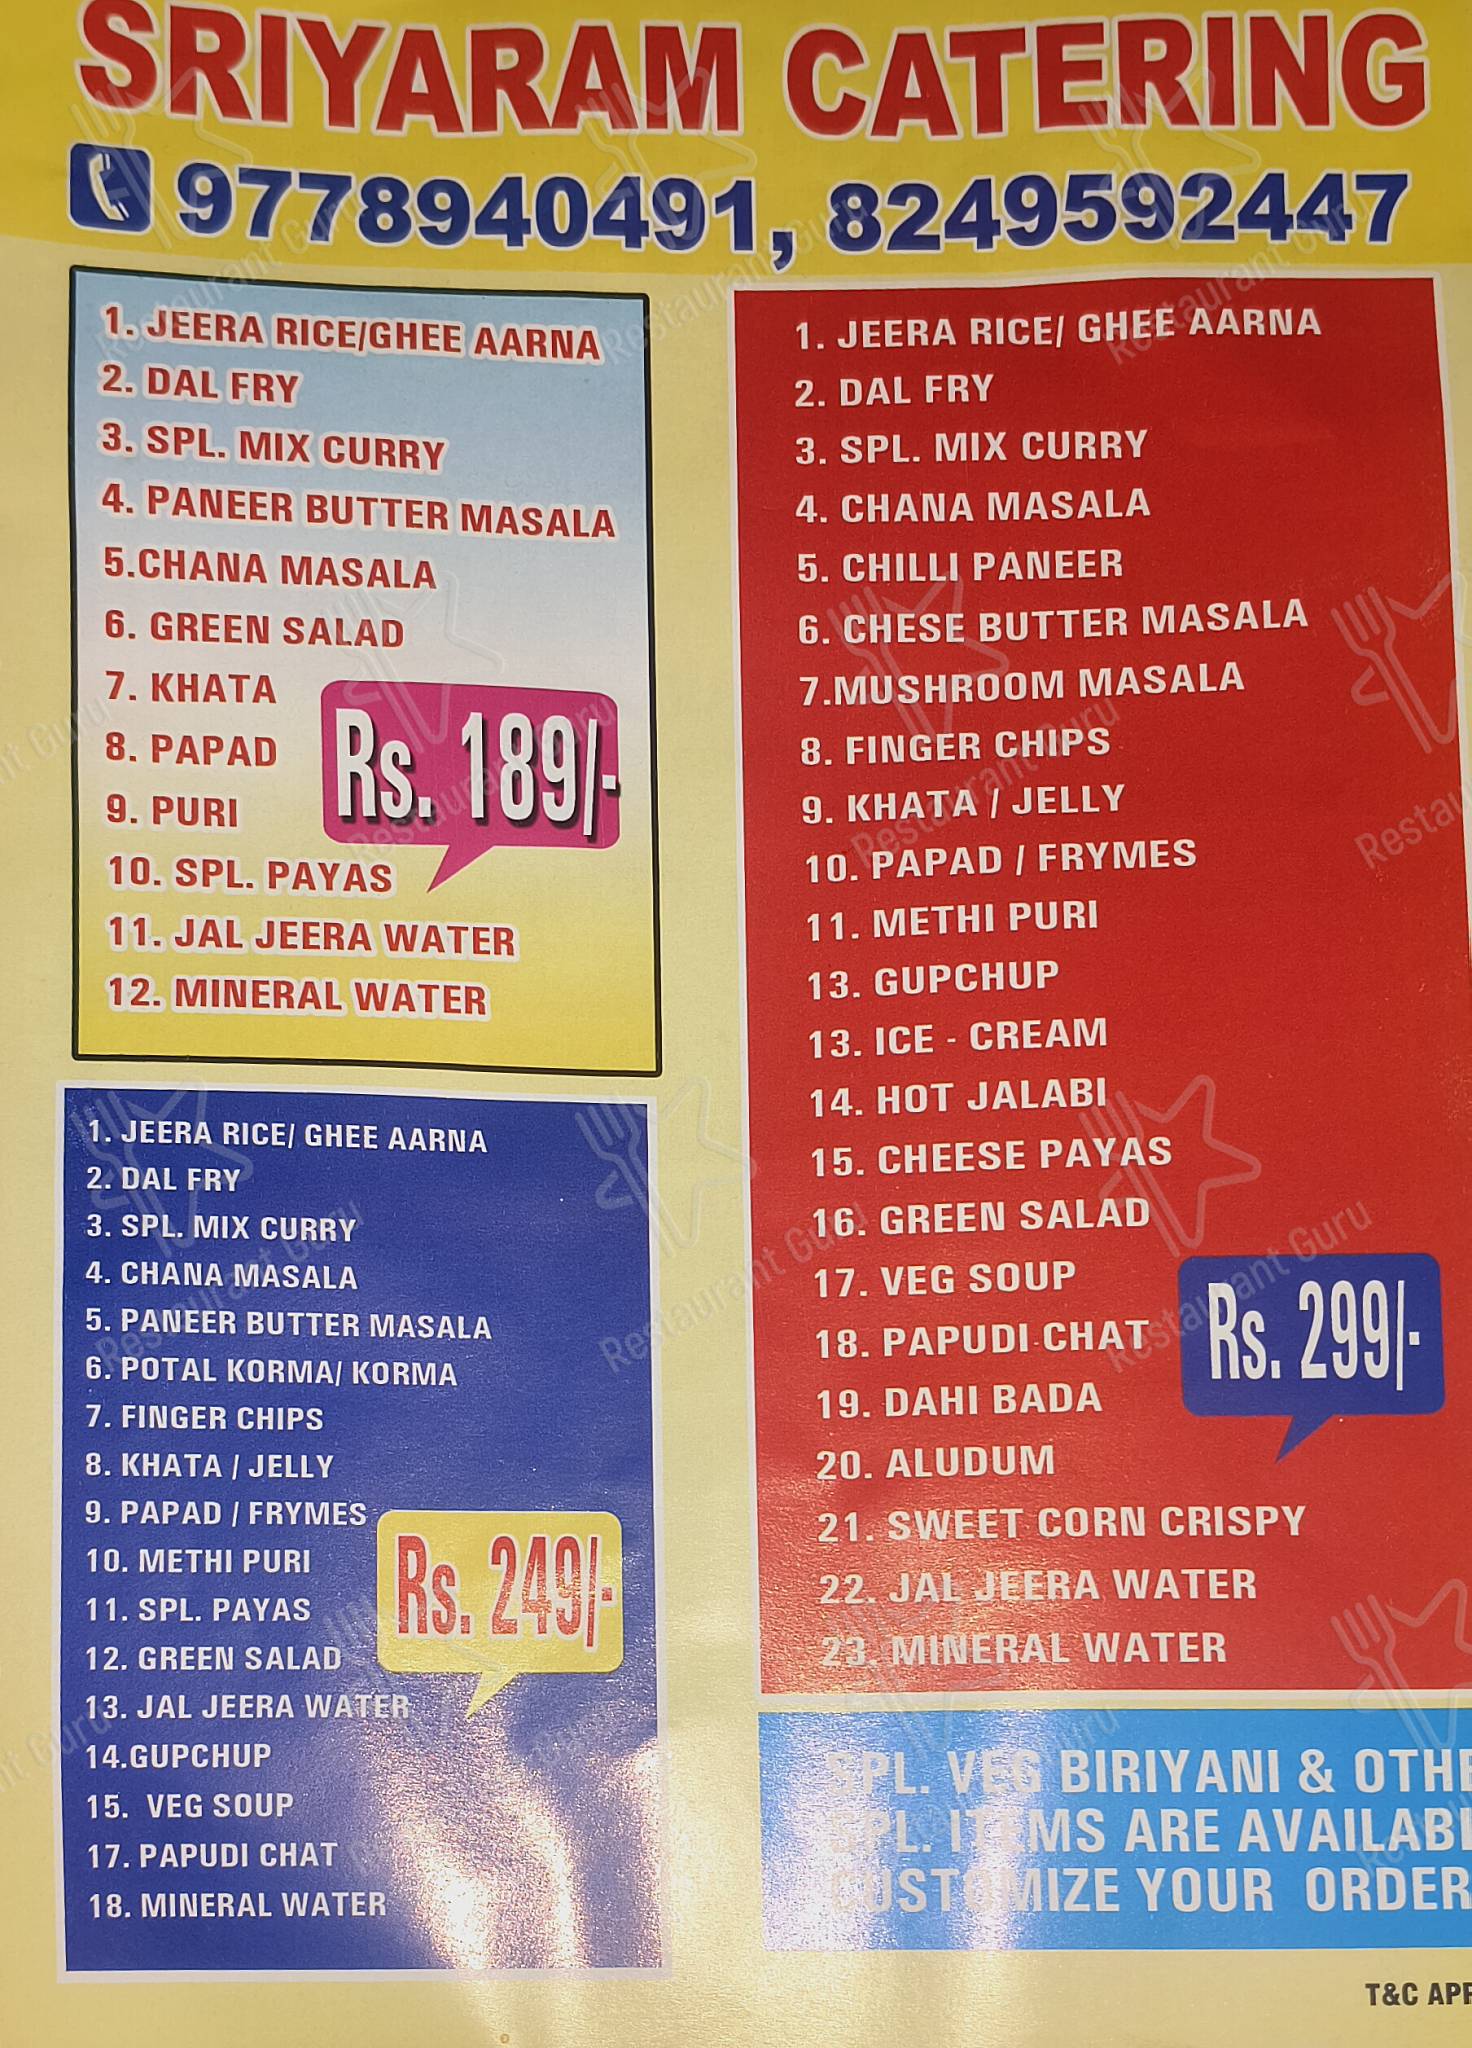 SRIYARAM CATERING
9778940491, 8249592447
1. JEERA RICE/GHEE AARNA
2. DAL FRY
3. SPL. MIX CURRY
4. PANEER BUTTER MASALA
5.CHANA MASALA
6. GREEN SALAD
7. KHATA
8. PAPAD
9. PURI
10. SPL. PAYAS
11. JAL JEERA WATER
12. MINERAL WATER
Rs. 189/-
1. JEERA RICE/ GHEE AARNA
2. DAL FRY
3. SPL. MIX CURRY
4. CHANA MASALA
5. PANEER BUTTER MASALA
6. POTAL KORMA/ KORMA
7. FINGER CHIPS
8. KHATA / JELLY
9. PAPAD / FRYMES
10. METHI PURI
11. SPL. PAYAS
12. GREEN SALAD
13. JAL JEERA WATER
14.GUPCHUP
15. VEG SOUP
17. PAPUDI CHAT
18. MINERAL WATER
Rs. 249/-
1. JEERA RICE/ GHEE AARNA
2. DAL FRY
3. SPL. MIX CURRY
4. CHANA MASALA
5. CHILLI PANEER
6. CHESE BUTTER MASALA
7.MUSHROOM MASALA
8. FINGER CHIPS
9. KHATA / JELLY
10. PAPAD / FRYMES
11. METHI PURI
13. GUPCHUP
13. ICE - CREAM
14. HOT JALABI
15. CHEESE PAYAS
16. GREEN SALAD
17. VEG SOUP
18. PAPUDI CHAT
19. DAHI BADA
20. ALUDUM
21. SWEET CORN CRISPY
22. JAL JEERA WATER
23. MINERAL WATER
Rs. 299/-
SPL. VEG BIRIYANI & OTHE
SPL. ITEMS ARE AVAILABL
CUSTOMIZE YOUR ORDER
T&C APP
Restaurant Guru